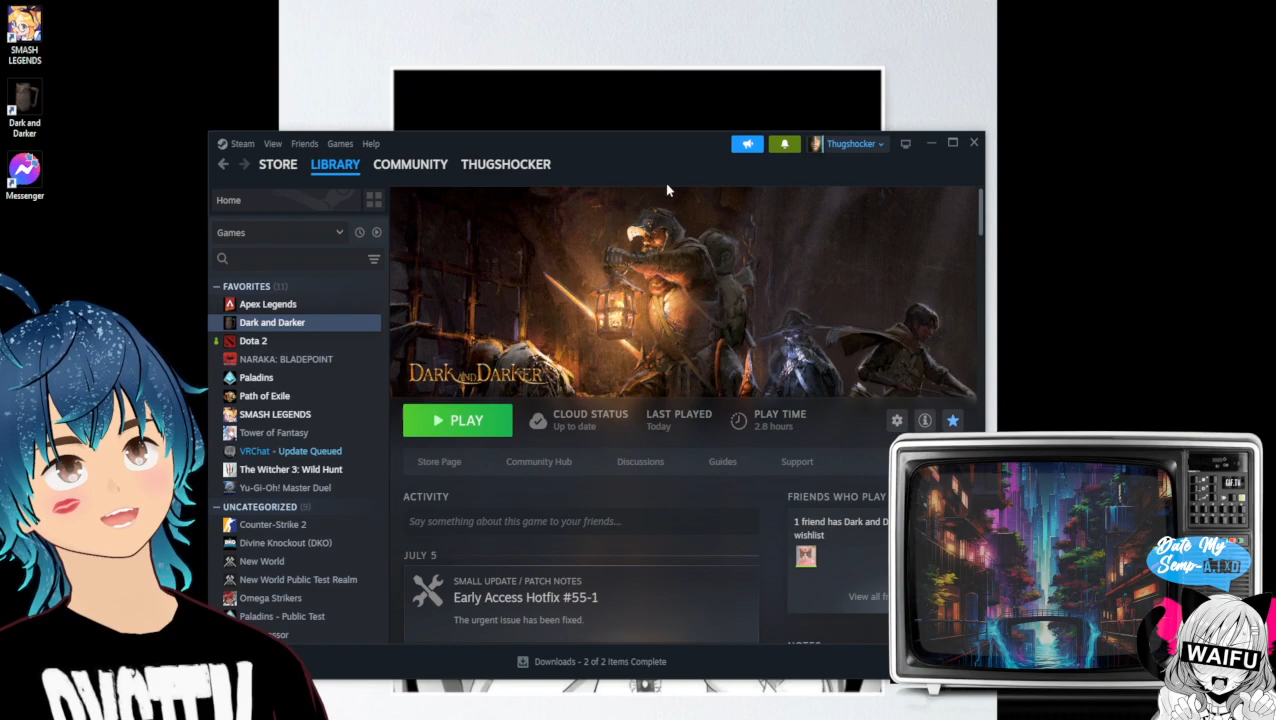 SMASH
LEGENDS
Dark and
Darker
Messenger
Steam View Friends Games Help
Thugshocker
STORE LIBRARY COMMUNITY THUGSHOCKER
Home
Games
FAVORITES (11)
Apex Legends
Dark and Darker
Dota 2
NARAKA: BLADEPOINT
Paladins
Path of Exile
SMASH LEGENDS
Tower of Fantasy
VRChat - Update Queued
The Witcher 3: Wild Hunt
Yu-Gi-Oh! Master Duel
UNCATEGORIZED (9)
Counter-Strike 2
Divine Knockout (DKO)
New World
New World Public Test Realm
Omega Strikers
Paladins - Public Test
DARK AND DARKER
PLAY
CLOUD STATUS
Up to date
LAST PLAYED
Today
PLAY TIME
2.8 hours
Store Page Community Hub Discussions Guides Support
ACTIVITY
Say something about this game to your friends...
JULY 5
SMALL UPDATE / PATCH NOTES
Early Access Hotfix #55-1
The urgent issue has been fixed.
FRIENDS WHO PLAY
1 friend has Dark and D
wishlist
View all fr
Downloads - 2 of 2 Items Complete
GIF.TV
Date My
Semp-A.I.XD
WAIFU